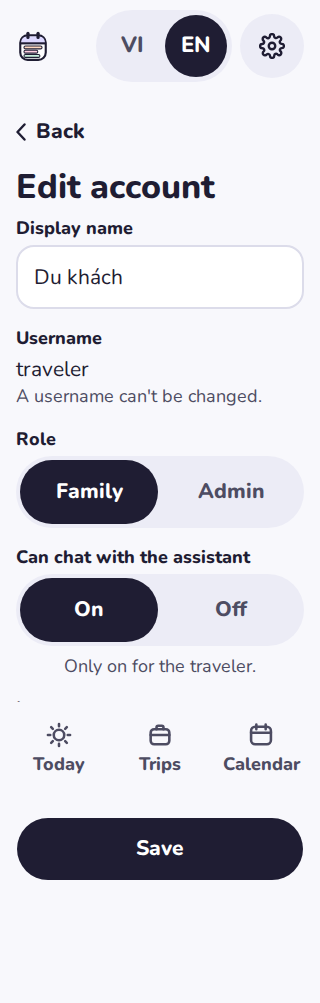 VI
EN
Back
Edit account
Display name
Du khách
Username
traveler
A username can't be changed.
Role
Family
Admin
Can chat with the assistant
On
Off
Only on for the traveler.
Today
Trips
Calendar
Save